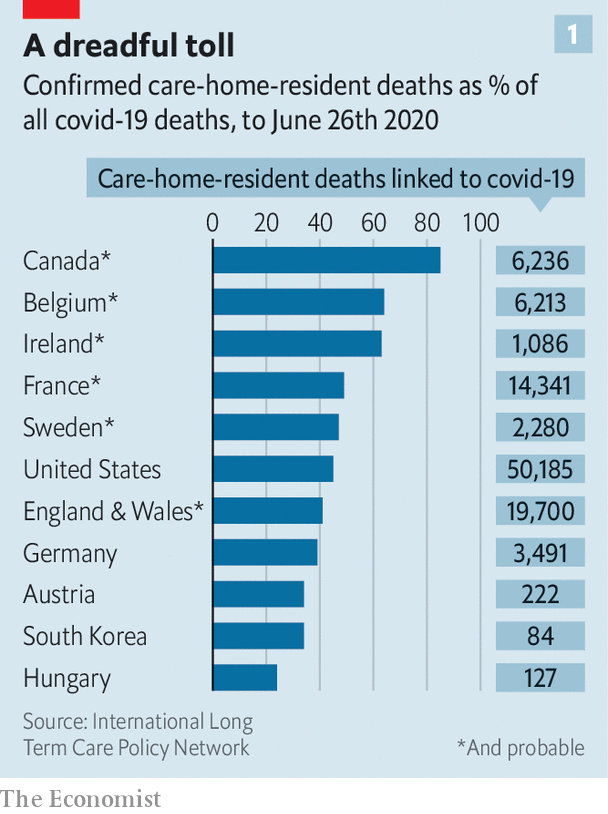 1
A dreadful toll
Confirmed care-home-resident deaths as % of
all covid-19 deaths, to June 26th 2020
Care-home-resident deaths linked to covid-19
0 20 40 60 80 100
Canada* 6,236
Belgium* 6,213
Ireland* 1,086
France* 14,341
Sweden* 2,280
United States 50,185
England & Wales* 19,700
Germany 3,491
Austria 222
South Korea 84
Hungary 127
Source: International Long
Term Care Policy Network *And probable
The Economist